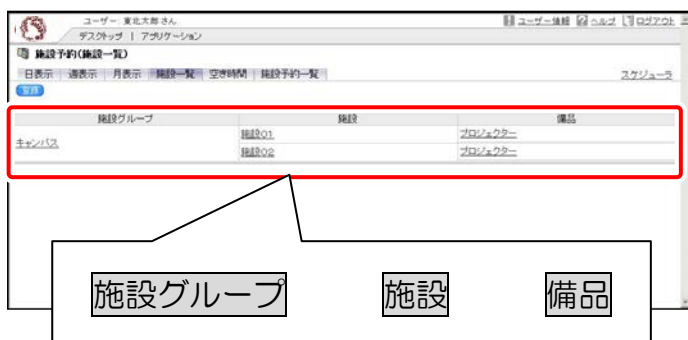 ユーザー 東北太郎 さん
ユーザー情報 ヘルプ ログアウト
デスクトップ | アプリケーション
施設予約(施設一覧)
日表示 週表示 月表示 施設一覧 空き時間 施設予約一覧
スケジューラ
施設グループ 施設 備品
キャンパス
施設01 プロジェクター
施設02 プロジェクター
施設グループ 施設 備品